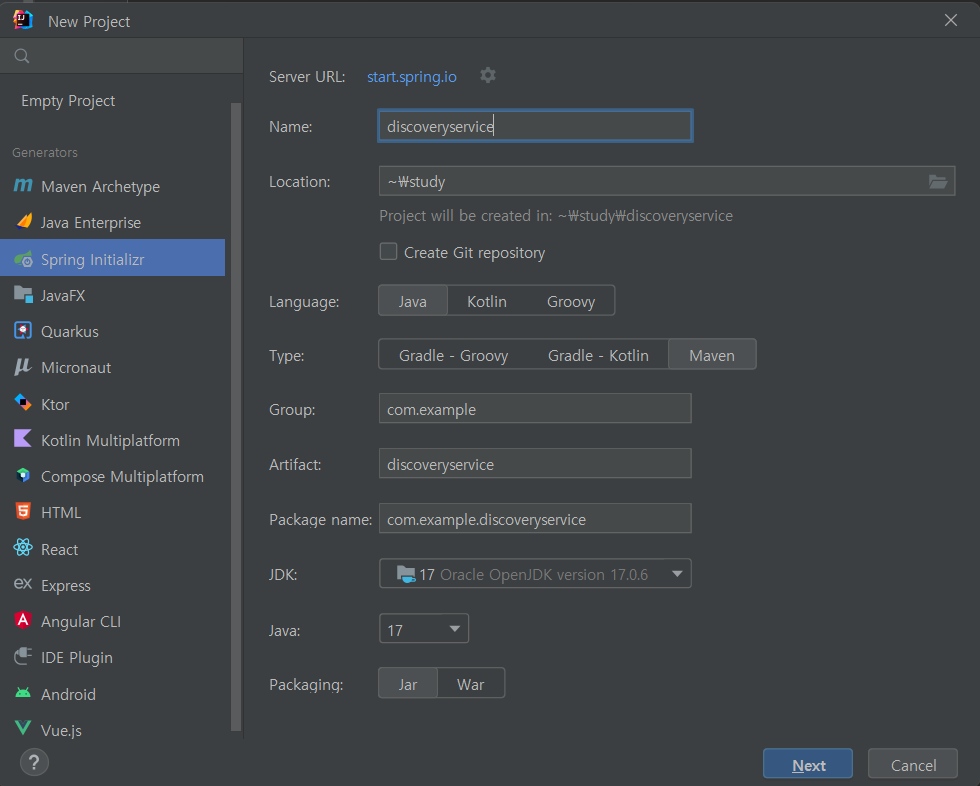 New Project
Empty Project
Generators
Maven Archetype
Java Enterprise
Spring Initializr
JavaFX
Quarkus
Micronaut
Ktor
Kotlin Multiplatform
Compose Multiplatform
HTML
React
ex Express
Angular CLI
IDE Plugin
Android
Vue.js
?
Server URL: start.spring.io
Name: discoveryservice
Location: ~₩study
Project will be created in: ~₩study₩discoveryservice
Create Git repository
Language: Java Kotlin Groovy
Type: Gradle - Groovy Gradle - Kotlin Maven
Group: com.example
Artifact: discoveryservice
Package name: com.example.discoveryservice
JDK: 17 Oracle OpenJDK version 17.0.6
Java: 17
Packaging: Jar War
Next Cancel